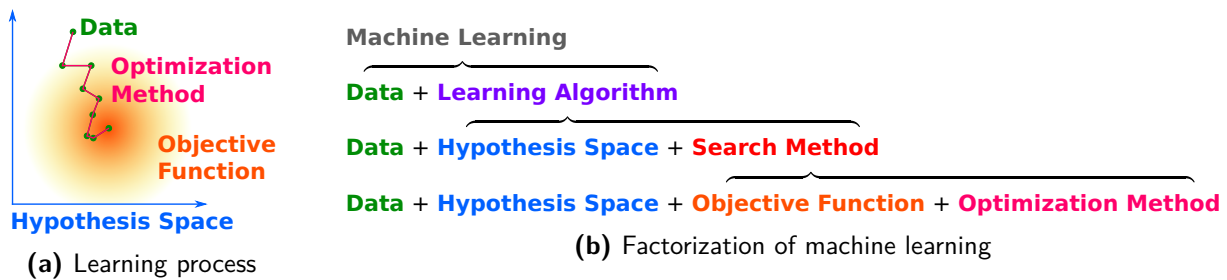 Data
Optimization
Method
Objective
Function
Hypothesis Space
(a) Learning process
Machine Learning
Data + Learning Algorithm
Data + Hypothesis Space + Search Method
Data + Hypothesis Space + Objective Function + Optimization Method
(b) Factorization of machine learning